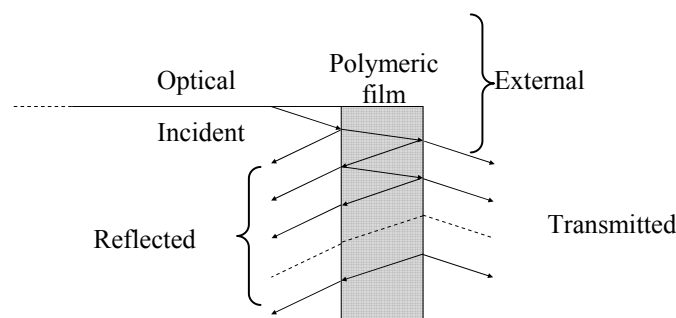 Optical
Polymeric
film
External
Incident
Reflected
Transmitted